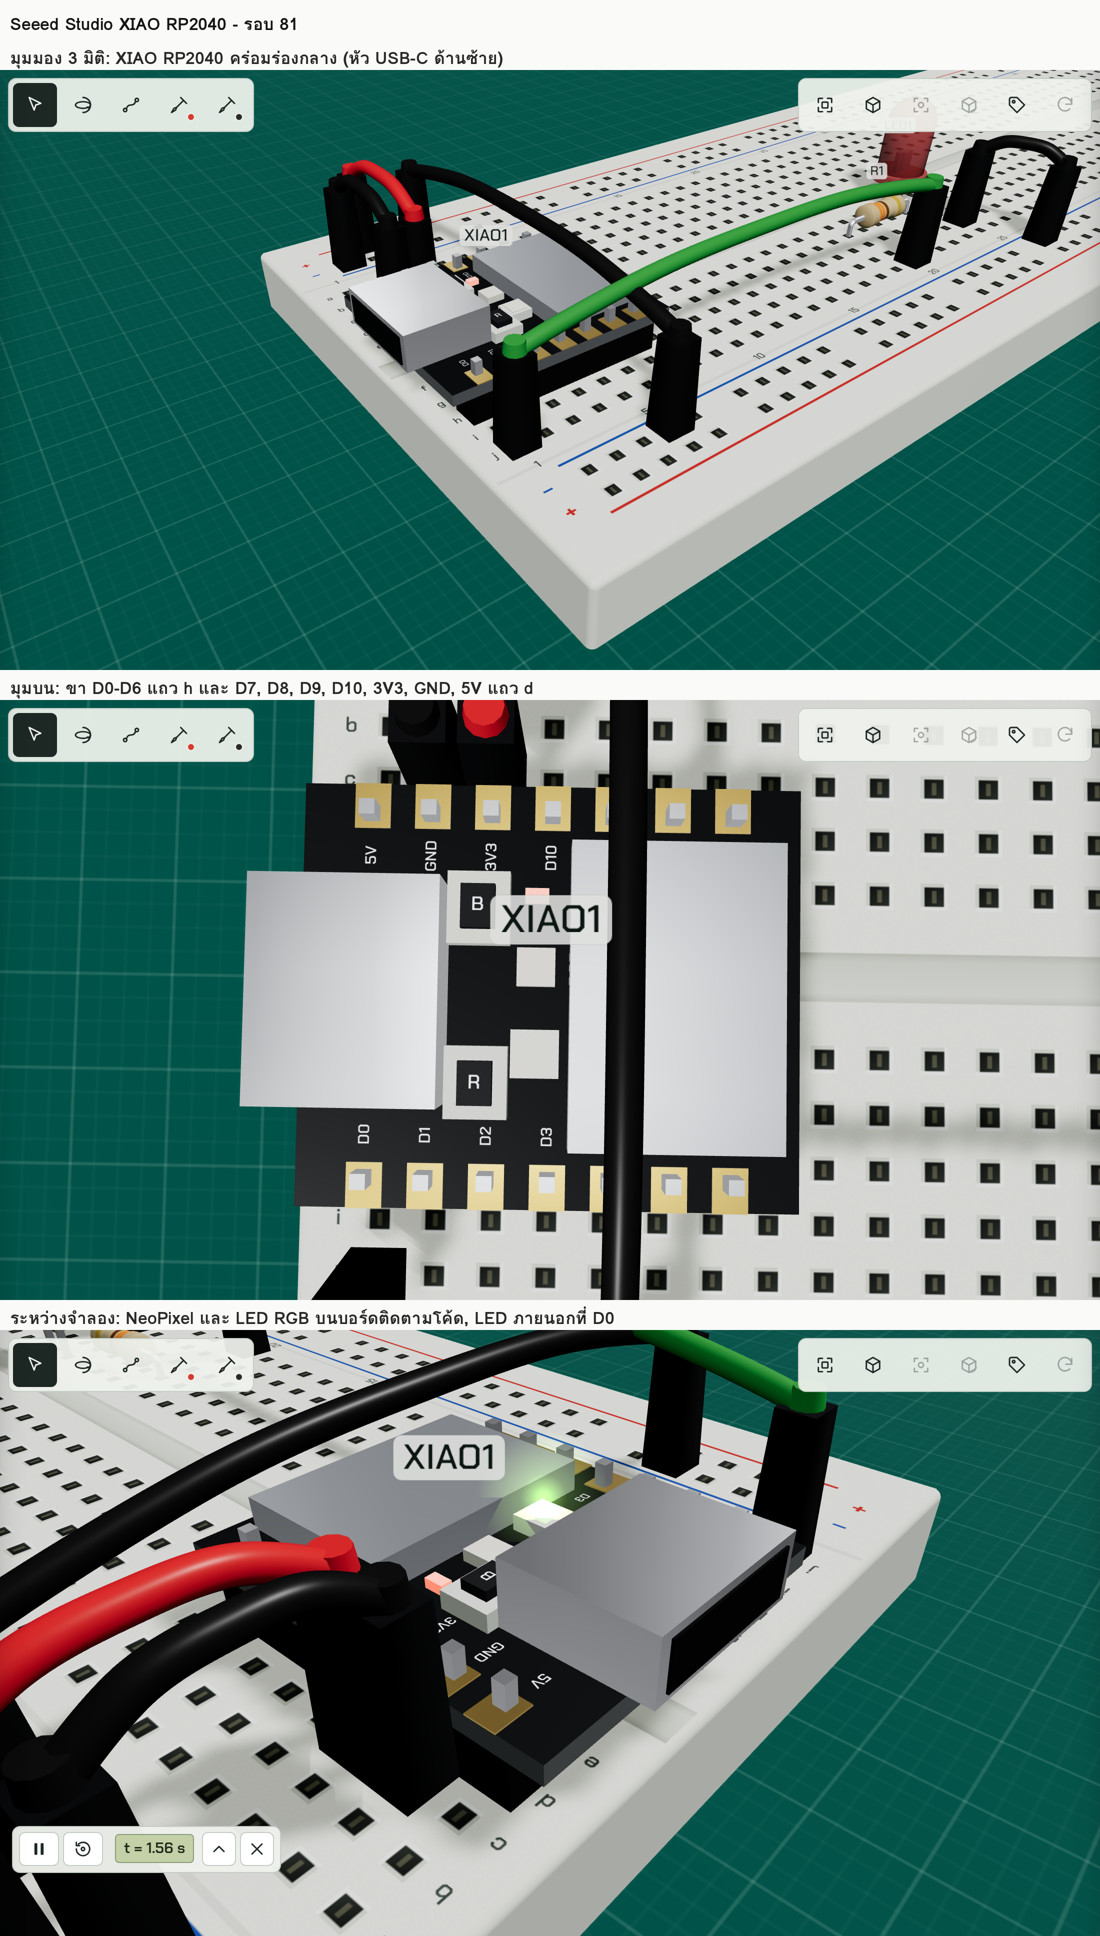 Seeed Studio XIAO RP2040 - รอบ 81
มุมมอง 3 มิติ: XIAO RP2040 คร่อมร่องกลาง (หัว USB-C ด้านซ้าย)
R1
XIAO1
10
15
20
+
มุมบน: ขา D0-D6 แถว h และ D7, D8, D9, D10, 3V3, GND, 5V แถว d
b
c
5V
GND
3V3
D10
B
XIAO1
R
D0
D1
D2
D3
i
ระหว่างจำลอง: NeoPixel และ LED RGB บนบอร์ดติดตามโค้ด, LED ภายนอกที่ D0
XIAO1
D3
B
3V3
GND
5V
e
d
c
b
t = 1.56 s